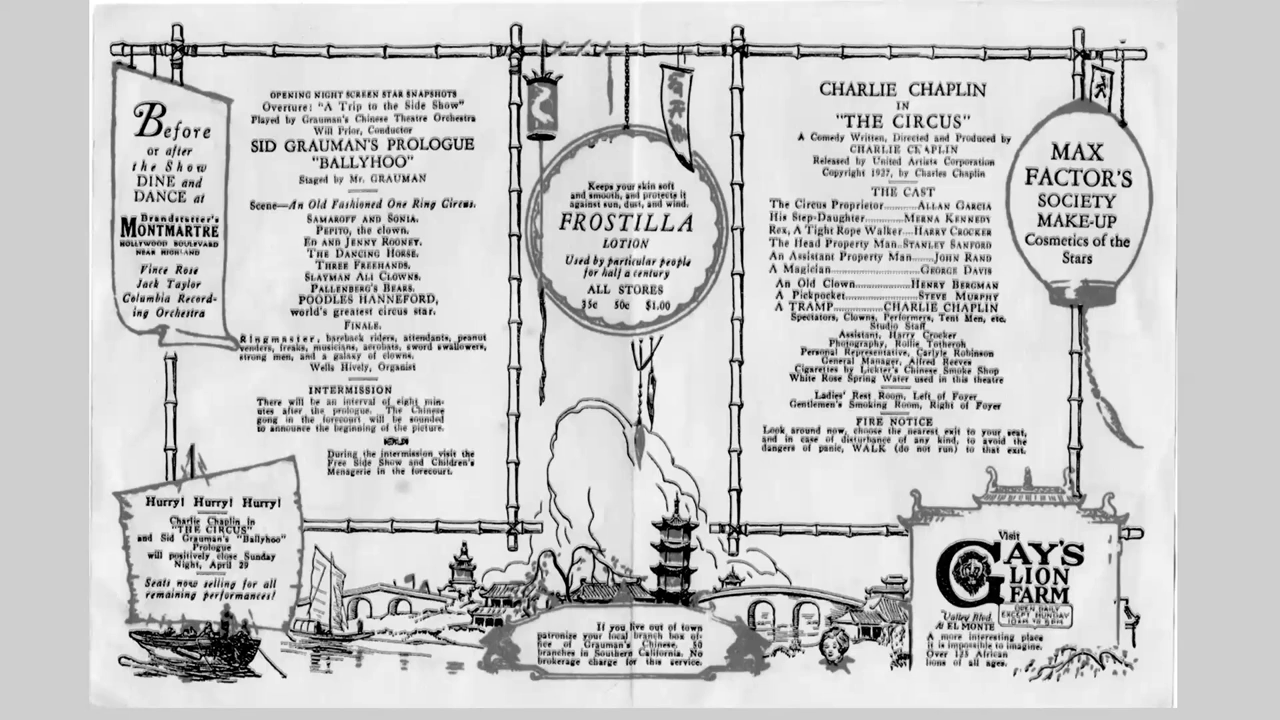 Before
or after
the Show
DINE and
DANCE at
Brandstatter's
MONTMARTRE
HOLLYWOOD BOULEVARD
NEAR HIGHLAND
Vince Rose
Jack Taylor
Columbia Record-
ing Orchestra
OPENING NIGHT SCREEN STAR SNAPSHOTS
Overture: "A Trip to the Side Show"
Played by Grauman's Chinese Theatre Orchestra
Will Prior, Conductor
SID GRAUMAN'S PROLOGUE
"BALLYHOO"
Staged by Mr. GRAUMAN
Scene—An Old Fashioned One Ring Circus.
SAMAROFF AND SONIA.
PEPITO, the clown.
ED AND JENNY ROONEY.
THE DANCING HORSE.
THREE FREEHANDS.
SLAYMAN ALI CLOWNS.
PALLENBERG'S BEARS.
POODLES HANNEFORD,
world's greatest circus star.
FINALE.
Ringmaster, bareback riders, attendants, peanut
venders, freaks, musicians, acrobats, sword swallowers,
strong men, and a galaxy of clowns.
Wells Hively, Organist
INTERMISSION
There will be an interval of eight min-
utes after the prologue. The Chinese
gong in the forecourt will be sounded
to announce the beginning of the picture.
During the intermission visit the
Free Side Show and Children's
Menagerie in the forecourt.
Hurry! Hurry! Hurry!
Charlie Chaplin in
"THE CIRCUS"
and Sid Grauman's "Ballyhoo"
Prologue
will positively close Sunday
Night, April 29
Seats now selling for all
remaining performances!
Keeps your skin soft
and smooth, and protects it
against sun, dust, and wind.
FROSTILLA
LOTION
Used by particular people
for half a century
ALL STORES
35c 50c $1.00
If you live out of town
patronize your local branch box of-
fice of Grauman's Chinese. 50
branches in Southern California. No
brokerage charge for this service.
CHARLIE CHAPLIN
IN
"THE CIRCUS"
A Comedy Written, Directed and Produced by
CHARLIE CHAPLIN
Released by United Artists Corporation
Copyright 1927, by Charles Chaplin
THE CAST
The Circus Proprietor..........ALLAN GARCIA
His Step-Daughter..........MERNA KENNEDY
Rex, A Tight Rope Walker....HARRY CROCKER
The Head Property Man..STANLEY SANFORD
An Assistant Property Man......JOHN RAND
A Magician..........GEORGE DAVIS
An Old Clown..........HENRY BERGMAN
A Pickpocket..........STEVE MURPHY
A TRAMP..........CHARLIE CHAPLIN
Spectators, Clowns, Performers, Tent Men, etc.
Studio Staff
Assistant, Harry Crocker
Photography, Rollie Totheroh
Personal Representative, Carlyle Robinson
General Manager, Alfred Reeves
Cigarettes by Lickter's Chinese Smoke Shop
White Rose Spring Water used in this theatre
Ladies' Rest Room, Left of Foyer
Gentlemen's Smoking Room, Right of Foyer
FIRE NOTICE
Look around now, choose the nearest exit to your seat,
and in case of disturbance of any kind, to avoid the
dangers of panic, WALK (do not run) to that exit.
MAX
FACTOR'S
SOCIETY
MAKE-UP
Cosmetics of the
Stars
Visit
GAY'S
LION
FARM
OPEN DAILY
EXCEPT MONDAY
10AM TO 5PM
Valley Blvd.
At EL MONTE
A more interesting place
it is impossible to imagine.
Over 125 African
lions of all ages.